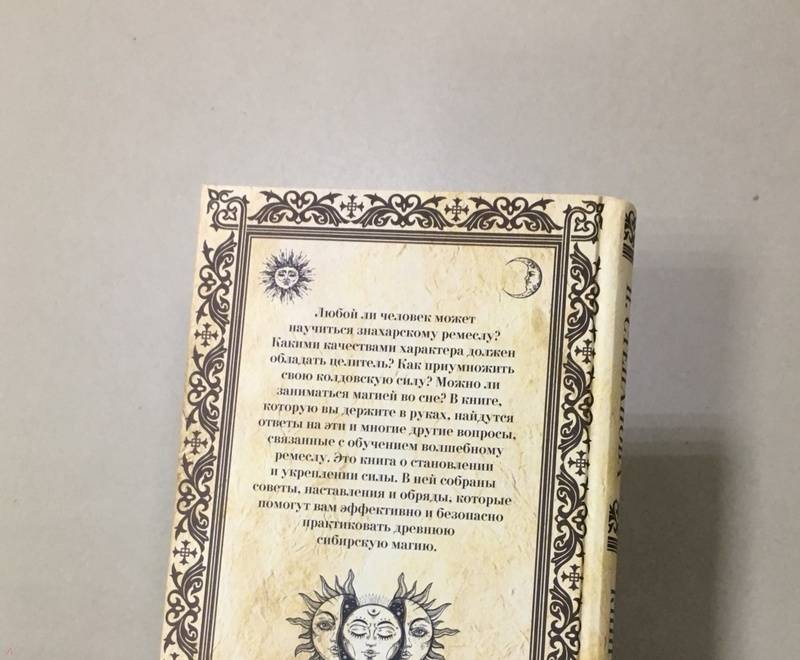 Любой ли человек может
научиться знахарскому ремеслу?
Какими качествами характера должен
обладать целитель? Как приумножить
свою колдовскую силу? Можно ли
заниматься магией во сне? В книге,
которую вы держите в руках, найдутся
ответы на эти и многие другие вопросы,
связанные с обучением волшебному
ремеслу. Это книга о становлении
и укреплении силы. В ней собраны
советы, наставления и обряды, которые
помогут вам эффективно и безопасно
практиковать древнюю
сибирскую магию.